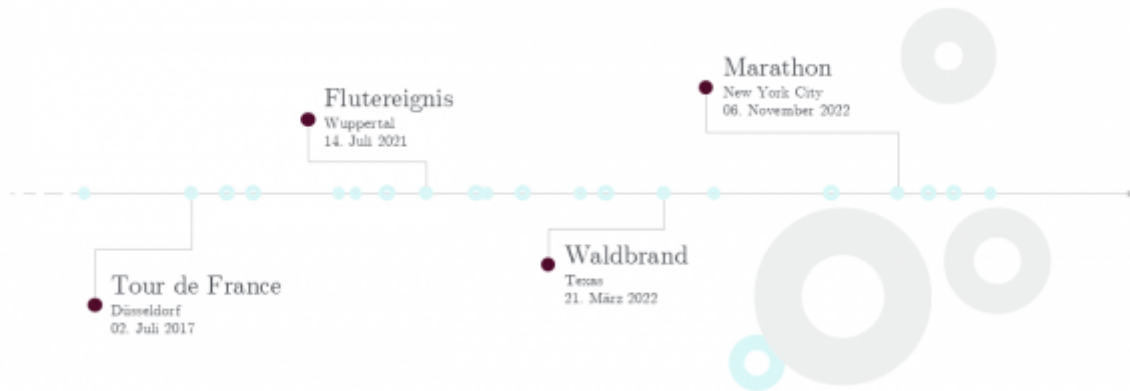 Marathon
New York City
06. November 2022
Flutereignis
Wuppertal
14. Juli 2021
Waldbrand
Texas
21. März 2022
Tour de France
Düsseldorf
02. Juli 2017